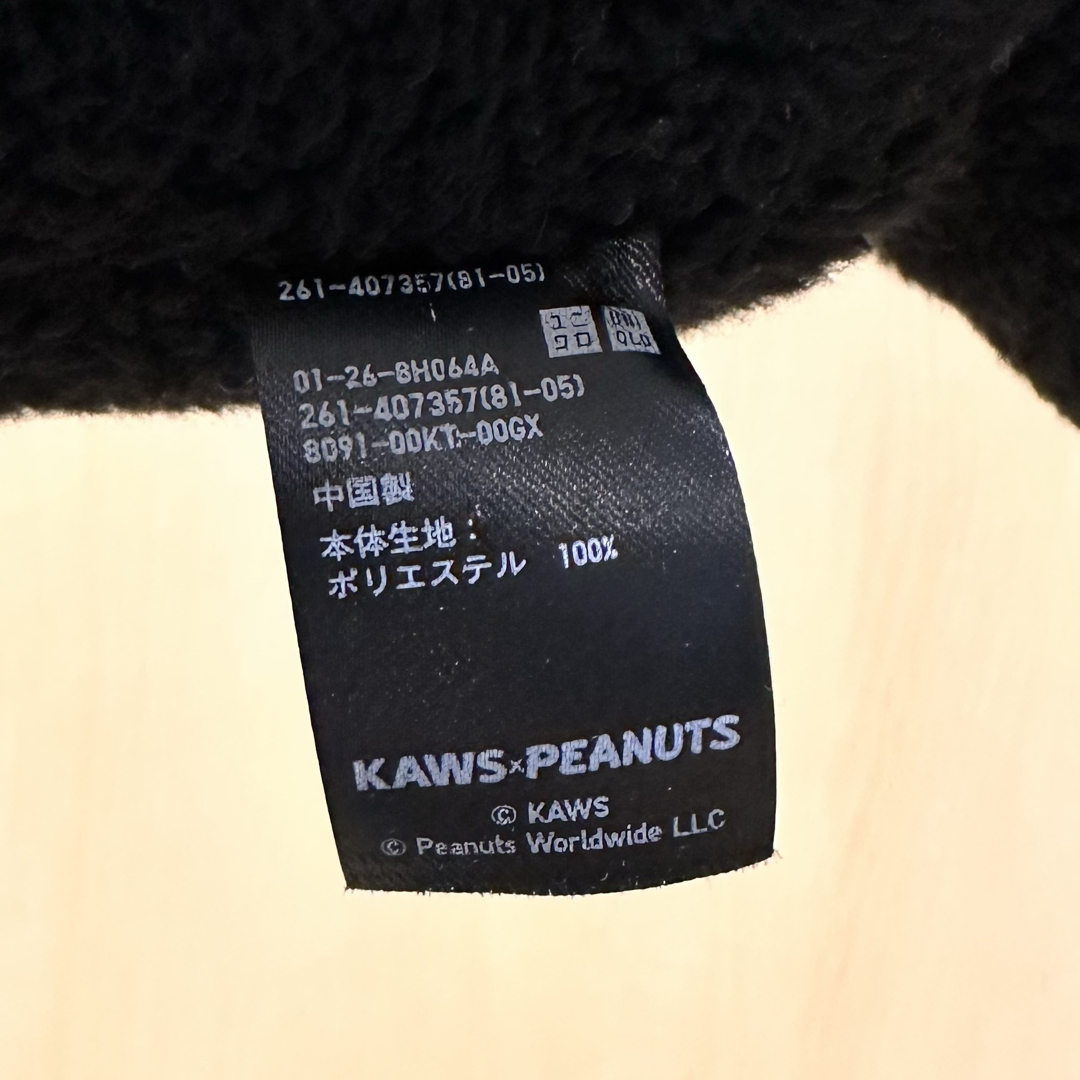 261-407357(81-05)
ユニ UNI
クロ QLO
01-26-8H064A
261-407357(81-05)
8091-00KT-00GX
中国製
本体生地：
ポリエステル 100%
KAWS×PEANUTS
© KAWS
© Peanuts Worldwide LLC